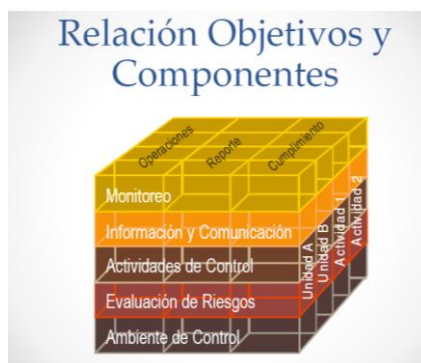 Relación Objetivos y
Componentes
Operaciones
Reporte
Cumplimiento
Monitoreo
Información y Comunicación
Actividades de Control
Evaluación de Riesgos
Ambiente de Control
Unidad A
Unidad B
Actividad 1
Actividad 2